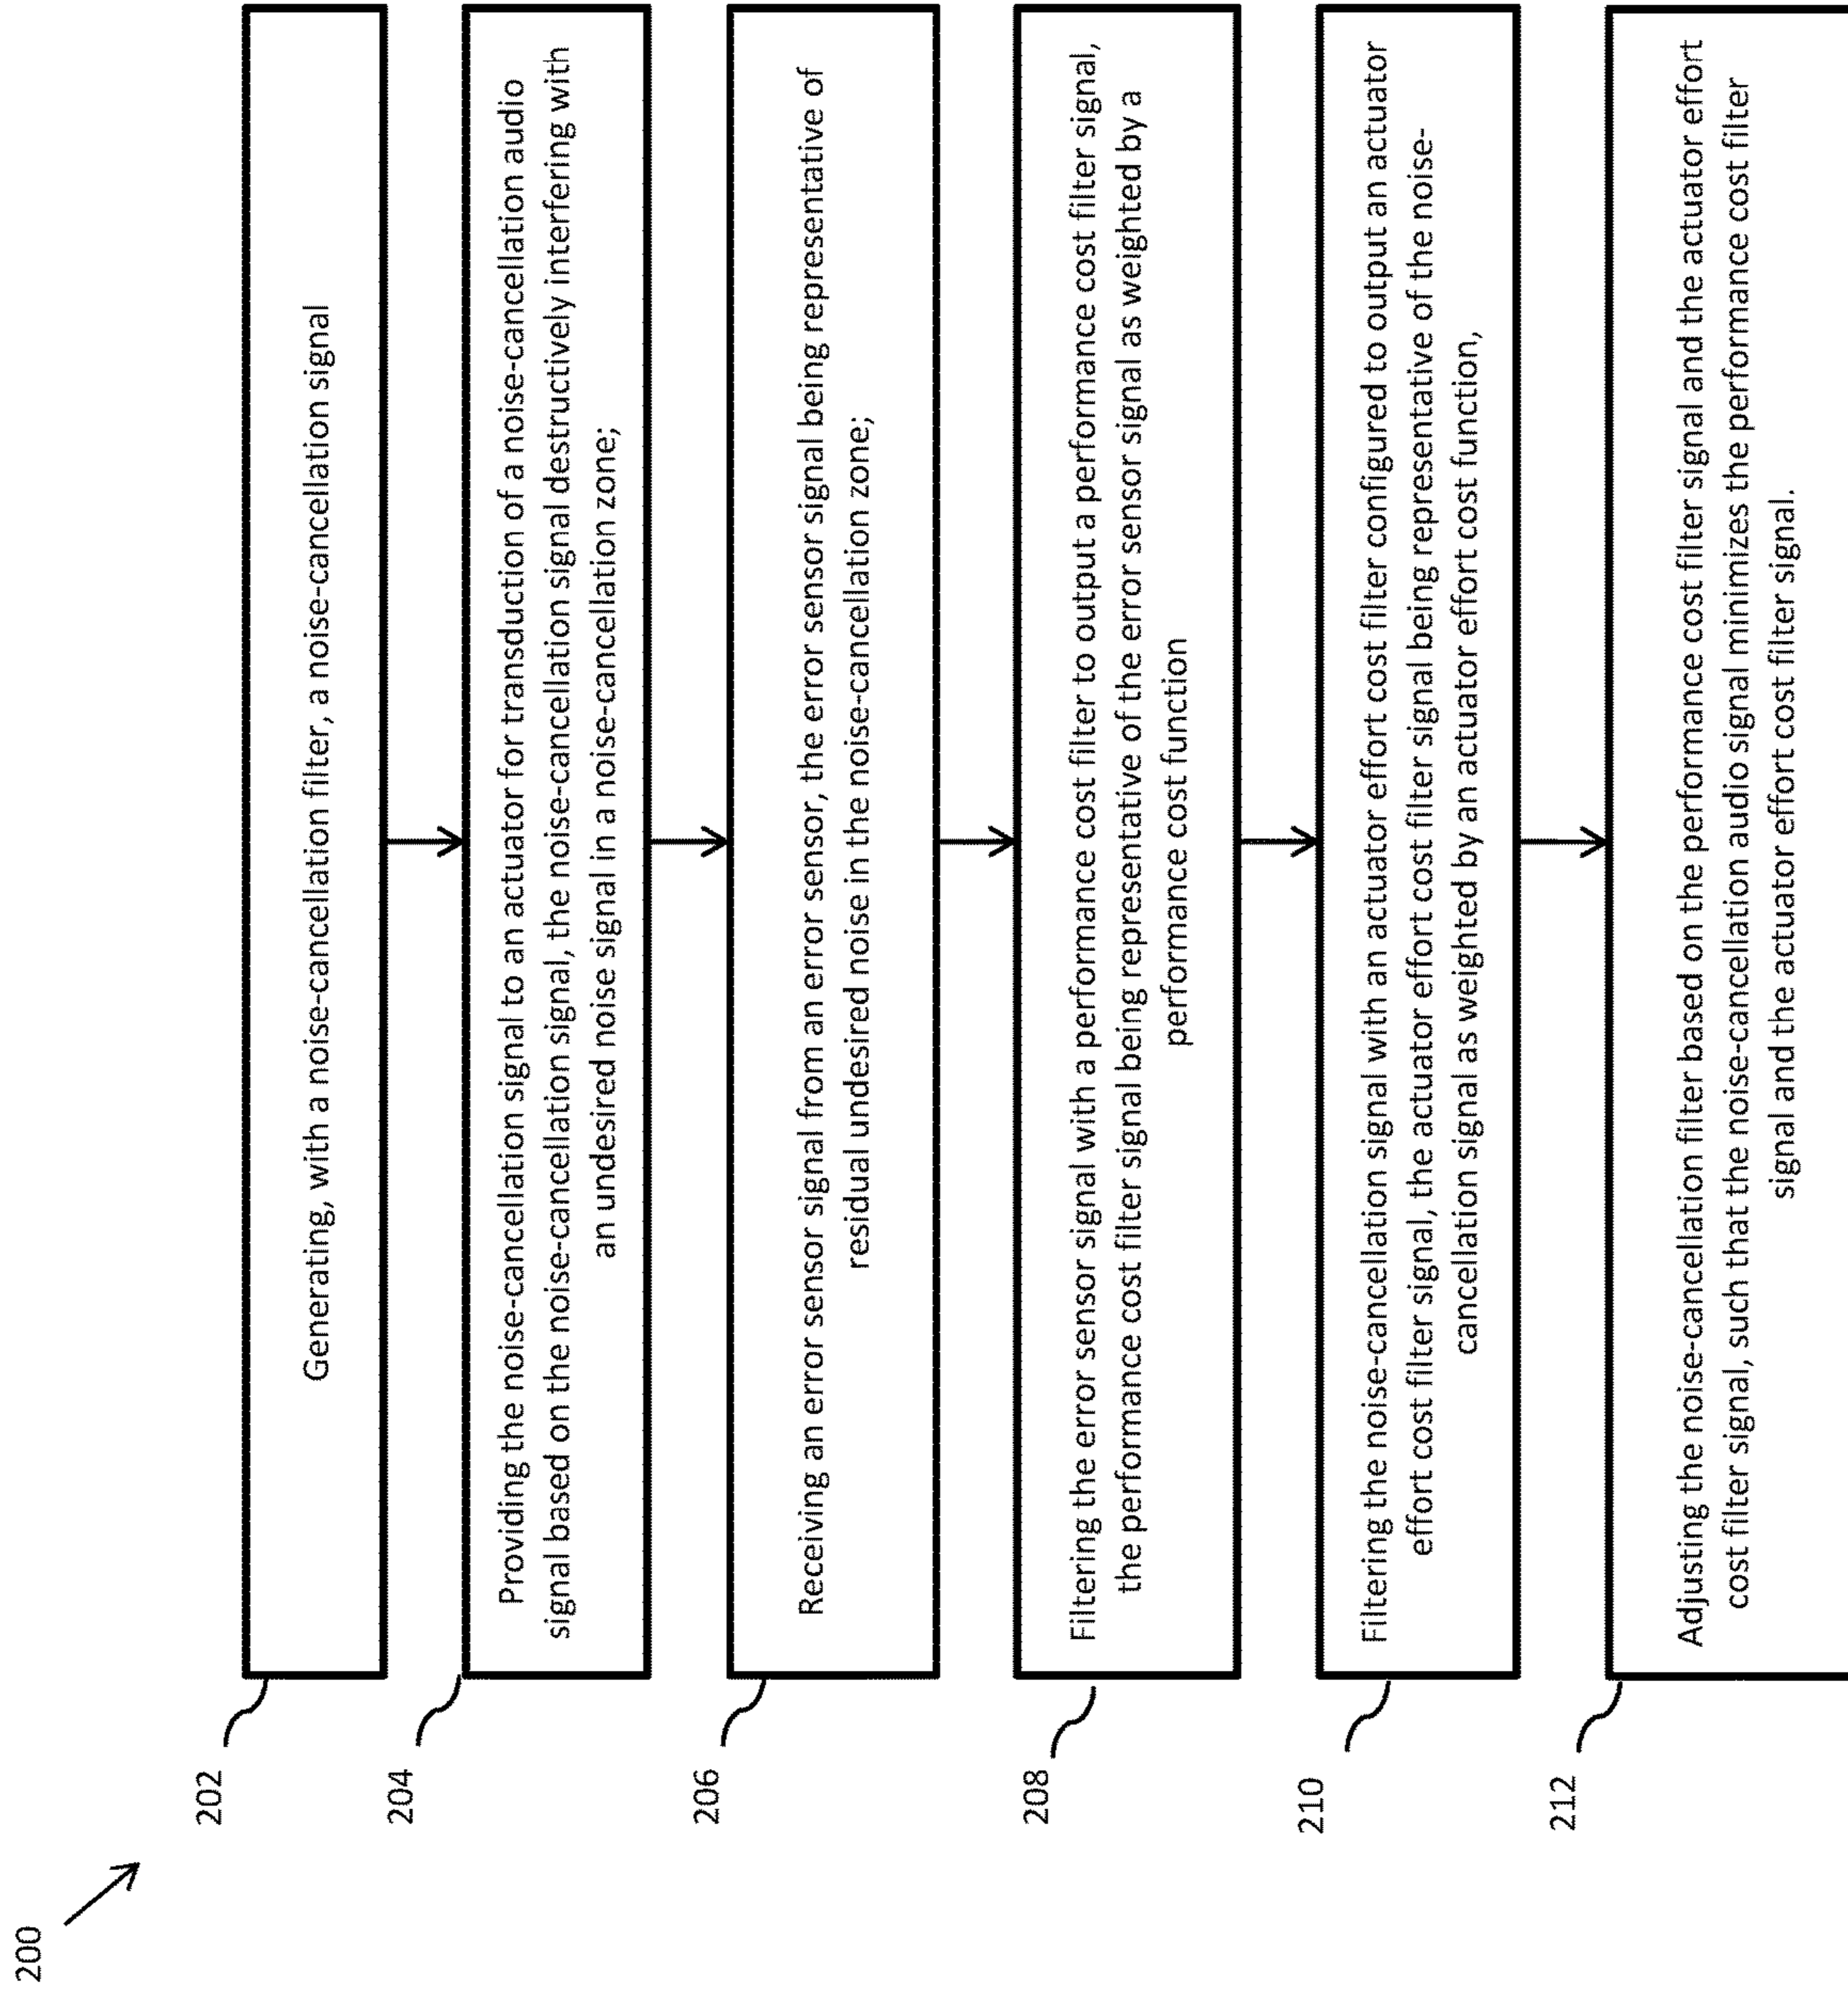 200
202
Generating, with a noise-cancellation filter, a noise-cancellation signal
204
Providing the noise-cancellation signal to an actuator for transduction of a noise-cancellation audio
signal based on the noise-cancellation signal, the noise-cancellation signal destructively interfering with
an undesired noise signal in a noise-cancellation zone;
206
Receiving an error sensor signal from an error sensor, the error sensor signal being representative of
residual undesired noise in the noise-cancellation zone;
208
Filtering the error sensor signal with a performance cost filter to output a performance cost filter signal,
the performance cost filter signal being representative of the error sensor signal as weighted by a
performance cost function
210
Filtering the noise-cancellation signal with an actuator effort cost filter configured to output an actuator
effort cost filter signal, the actuator effort cost filter signal being representative of the noise-
cancellation signal as weighted by an actuator effort cost function,
212
Adjusting the noise-cancellation filter based on the performance cost filter signal and the actuator effort
cost filter signal, such that the noise-cancellation audio signal minimizes the performance cost filter
signal and the actuator effort cost filter signal.